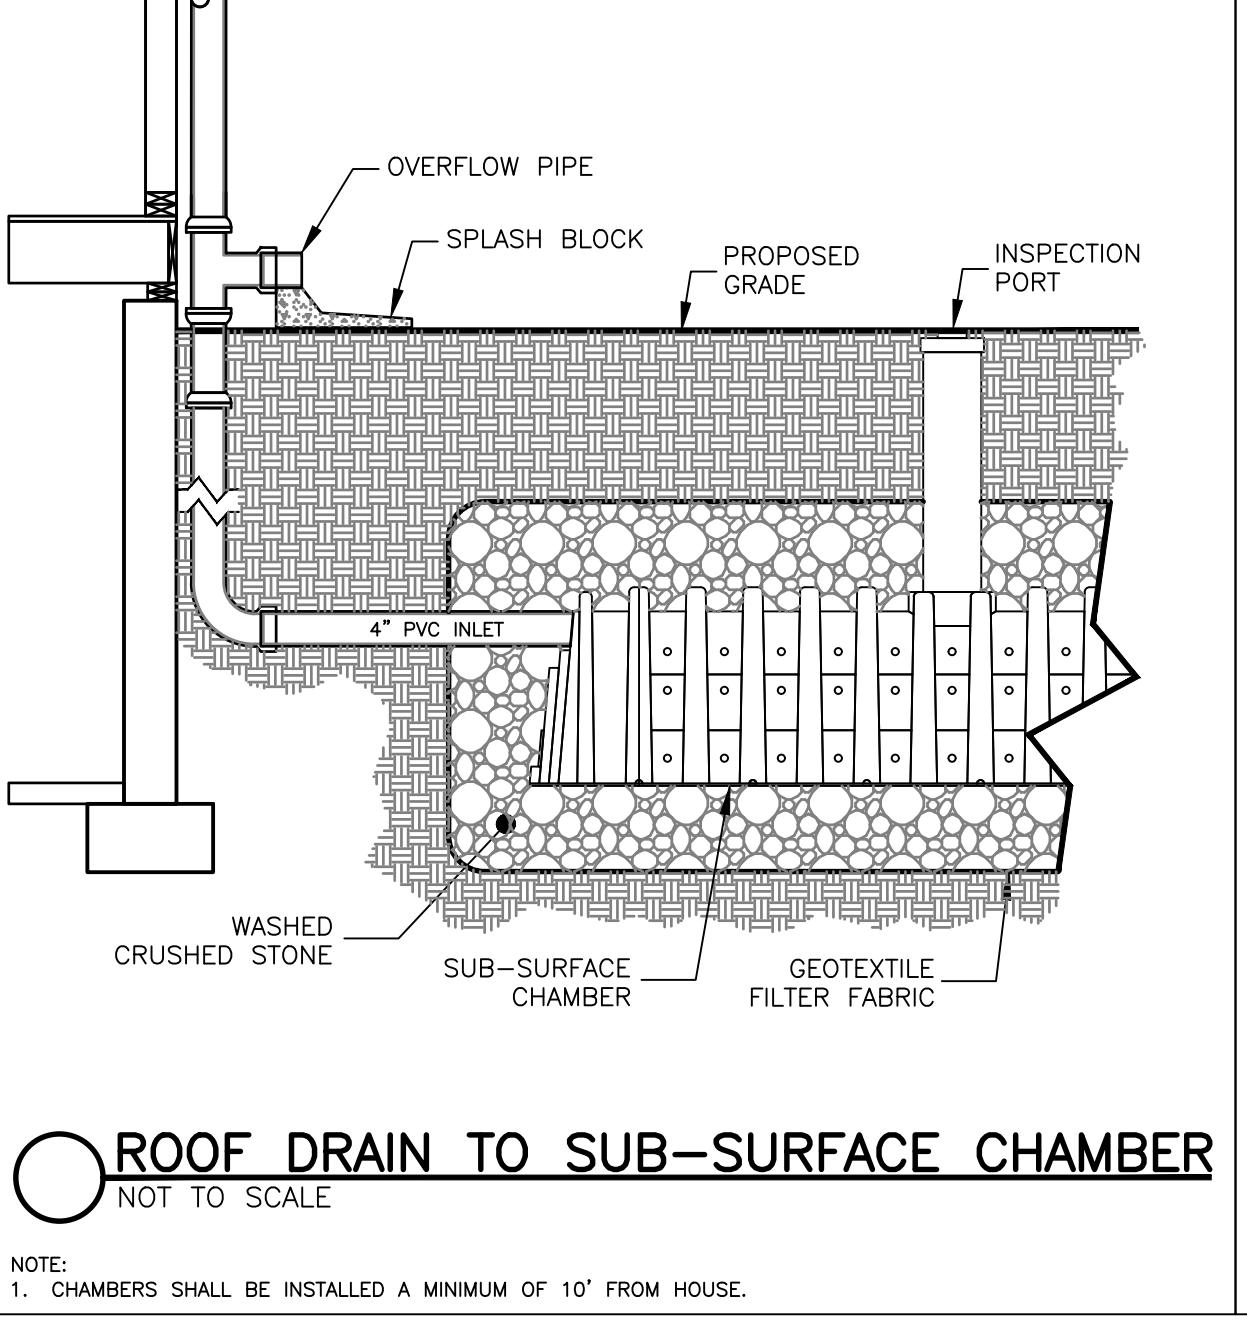 OVERFLOW PIPE
SPLASH BLOCK
PROPOSED
GRADE
INSPECTION
PORT
4" PVC INLET
WASHED
CRUSHED STONE
SUB-SURFACE
CHAMBER
GEOTEXTILE
FILTER FABRIC
ROOF DRAIN TO SUB-SURFACE CHAMBER
NOT TO SCALE
NOTE:
1. CHAMBERS SHALL BE INSTALLED A MINIMUM OF 10' FROM HOUSE.